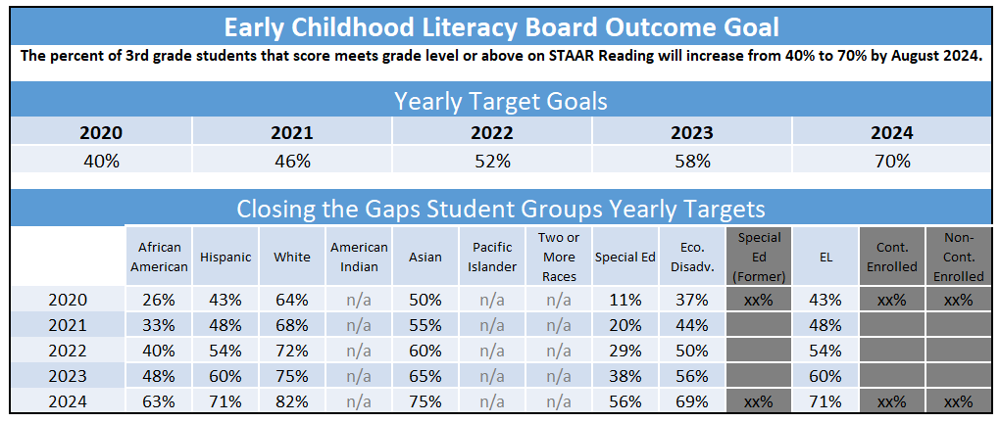 Early Childhood Literacy Board Outcome Goal
The percent of 3rd grade students that score meets grade level or above on STAAR Reading will increase from 40% to 70% by August 2024.
Yearly Target Goals
2020 2021 2022 2023 2024
40% 46% 52% 58% 70%
Closing the Gaps Student Groups Yearly Targets
African American Hispanic White American Indian Asian Pacific Islander Two or More Races Special Ed Eco. Disadv. Special Ed (Former) EL Cont. Enrolled Non-Cont. Enrolled
2020 26% 43% 64% n/a 50% n/a n/a 11% 37% xx% 43% xx% xx%
2021 33% 48% 68% n/a 55% n/a n/a 20% 44% 48%
2022 40% 54% 72% n/a 60% n/a n/a 29% 50% 54%
2023 48% 60% 75% n/a 65% n/a n/a 38% 56% 60%
2024 63% 71% 82% n/a 75% n/a n/a 56% 69% xx% 71% xx% xx%